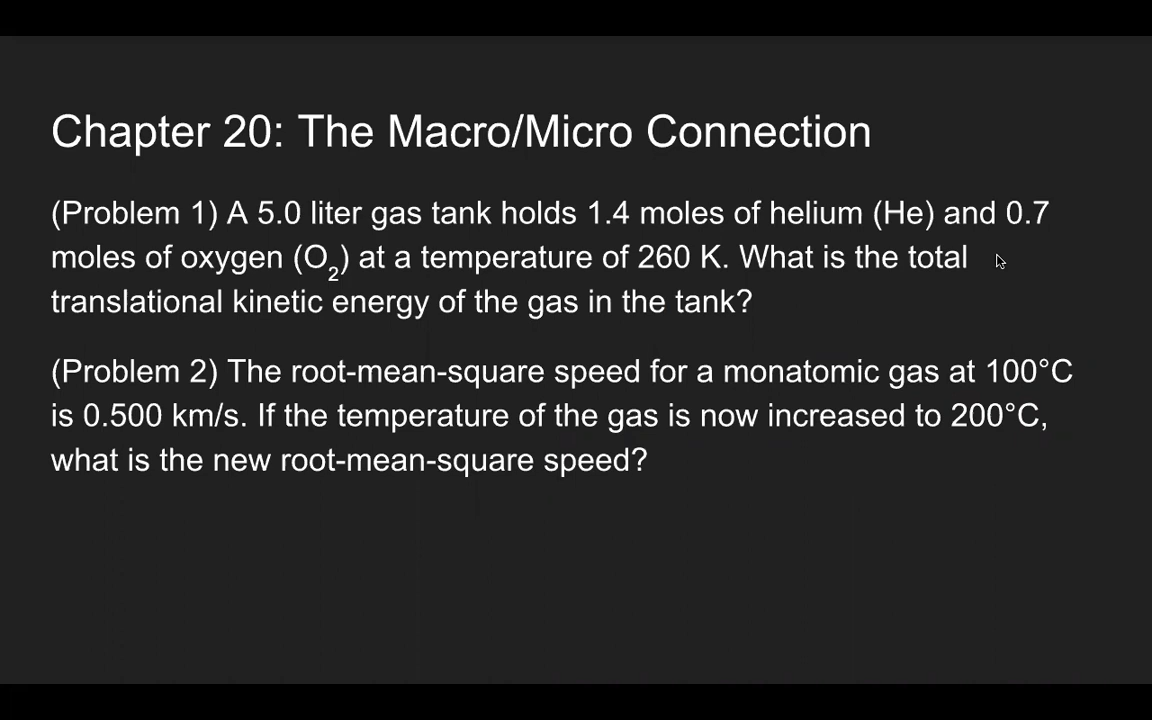 Chapter 20: The Macro/Micro Connection
(Problem 1) A 5.0 liter gas tank holds 1.4 moles of helium (He) and 0.7
moles of oxygen (O₂) at a temperature of 260 K. What is the total
translational kinetic energy of the gas in the tank?
(Problem 2) The root-mean-square speed for a monatomic gas at 100°C
is 0.500 km/s. If the temperature of the gas is now increased to 200°C,
what is the new root-mean-square speed?